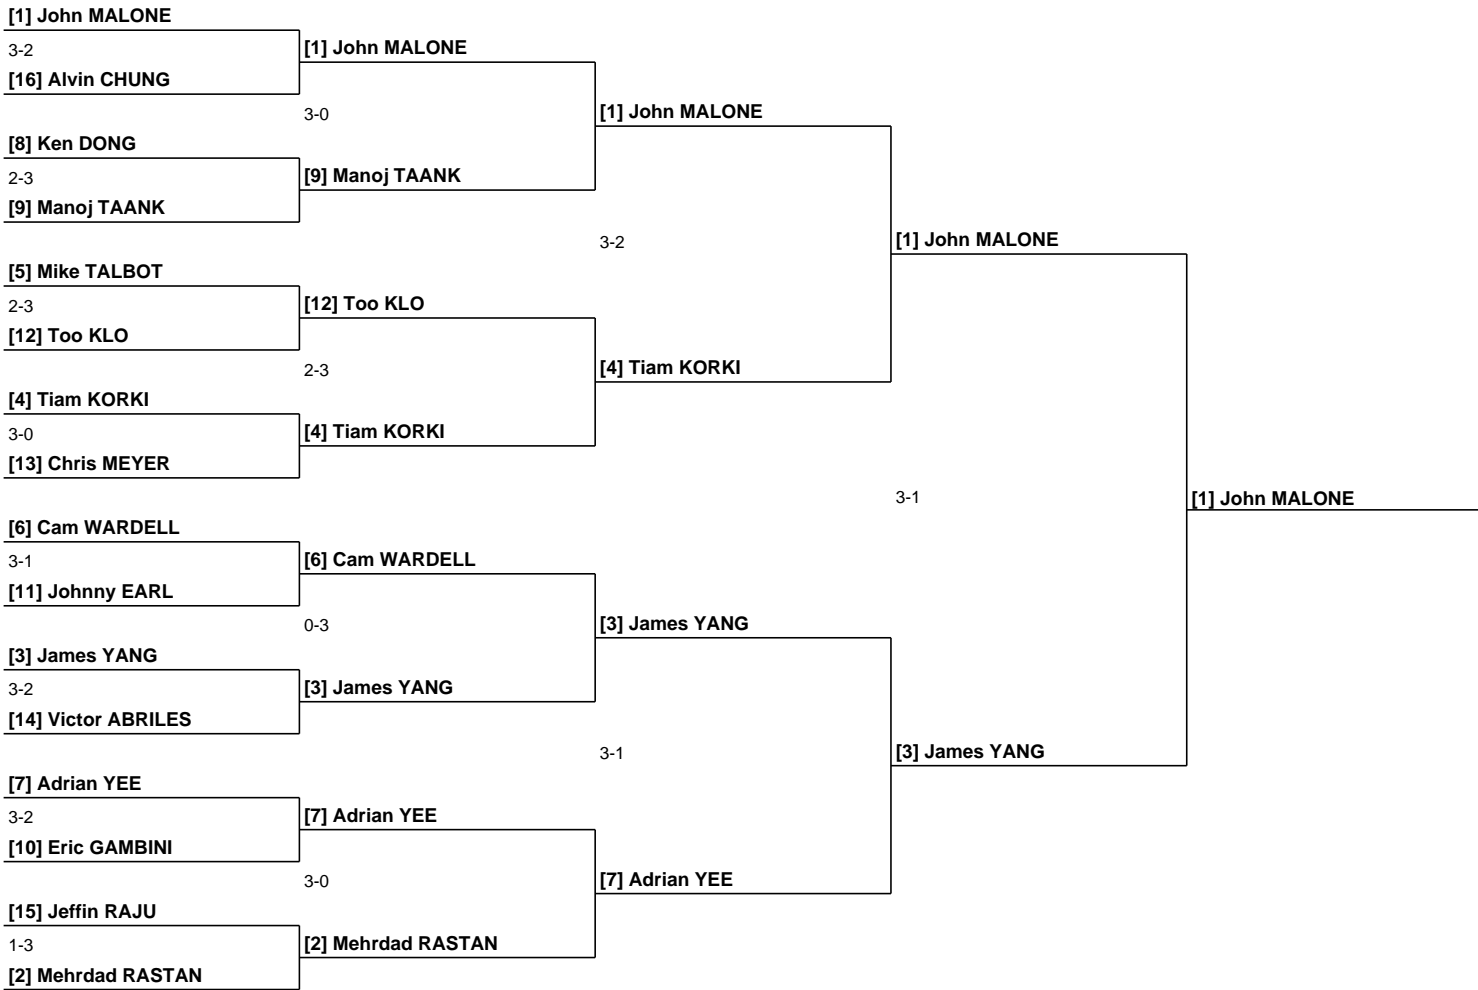 [1] John MALONE
3-2
[16] Alvin CHUNG
[8] Ken DONG
2-3
[9] Manoj TAANK
[5] Mike TALBOT
2-3
[12] Too KLO
[4] Tiam KORKI
3-0
[13] Chris MEYER
[6] Cam WARDELL
3-1
[11] Johnny EARL
[3] James YANG
3-2
[14] Victor ABRILES
[7] Adrian YEE
3-2
[10] Eric GAMBINI
[15] Jeffin RAJU
1-3
[2] Mehrdad RASTAN
[1] John MALONE
3-0
[9] Manoj TAANK
[12] Too KLO
2-3
[4] Tiam KORKI
[6] Cam WARDELL
0-3
[3] James YANG
[7] Adrian YEE
3-0
[2] Mehrdad RASTAN
[1] John MALONE
3-2
[4] Tiam KORKI
[3] James YANG
3-1
[7] Adrian YEE
[1] John MALONE
3-1
[3] James YANG
[1] John MALONE